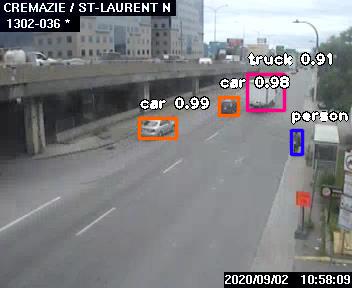 CREMAZIE / ST-LAURENT N
1302-036 *
truck 0.91
car 0.98
car 0.99
person
2020/09/02 10:58:09